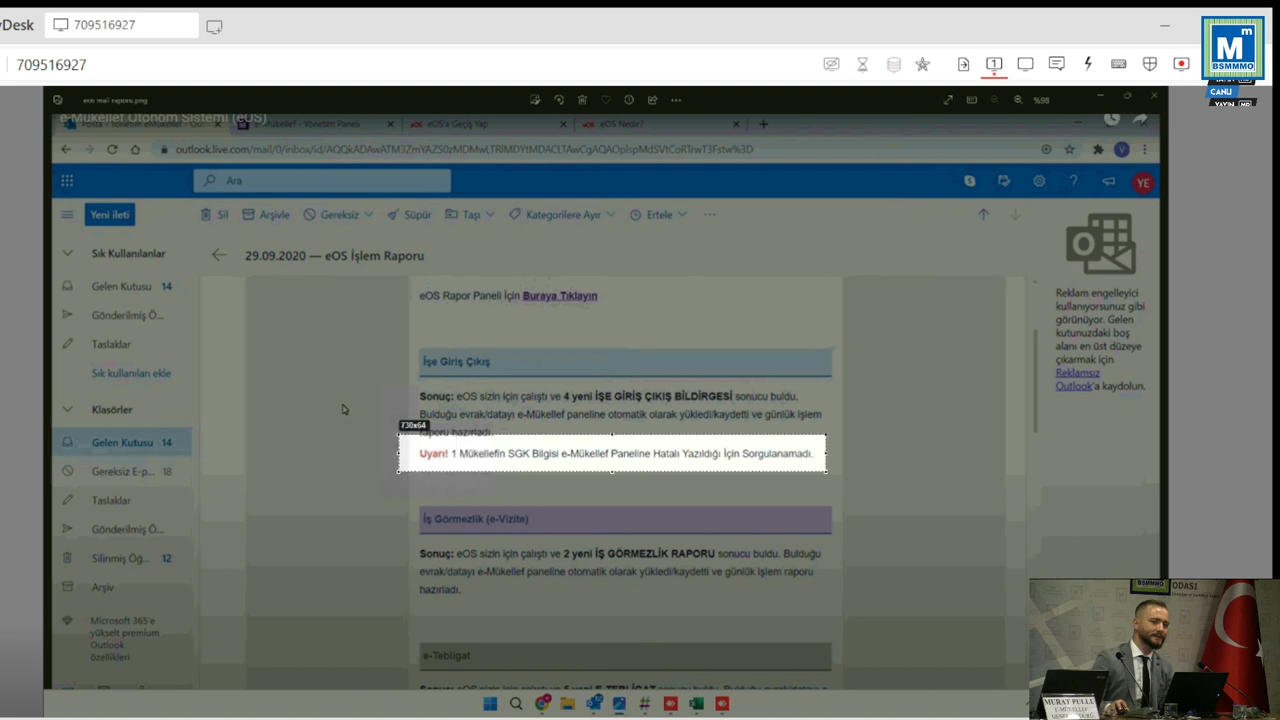 yDesk
709516927
709516927
Mm
BSMMMO
CANLI
YAYIN HD
eos mail raporu.png
%98
e-Mükellef Otonom Sistemi (eOS)
e-Mükellef - Yönetim Paneli
eOS'a Geçiş Yap
eOS Nedir?
outlook.live.com/mail/0/inbox/id/
V
Ara
YE
Yeni ileti
Sil
Arşivle
Gereksiz
Süpür
Taşı
Kategorilere Ayır
Ertele
Sık Kullanılanlar
29.09.2020 — eOS İşlem Raporu
Gelen Kutusu 14
Gönderilmiş Ö...
Taslaklar
Sık kullanılan ekle
Klasörler
Gelen Kutusu 14
Gereksiz E-p... 18
Taslaklar
Gönderilmiş Ö...
Silinmiş Öğ... 12
Arşiv
Microsoft 365'e
yükselt premium
Outlook
özellikleri
eOS Rapor Paneli İçin Buraya Tıklayın
İşe Giriş Çıkış
Sonuç: eOS sizin için çalıştı ve 4 yeni İŞE GİRİŞ ÇIKIŞ BİLDİRGESİ sonucu buldu.
Bulduğu evrak/datayı e-Mükellef paneline otomatik olarak yükledi/kaydetti ve günlük işlem
raporu hazırladı.
730x64
Uyarı! 1 Mükellefin SGK Bilgisi e-Mükellef Paneline Hatalı Yazıldığı İçin Sorgulanamadı.
İş Görmezlik (e-Vizite)
Sonuç: eOS sizin için çalıştı ve 2 yeni İŞ GÖRMEZLİK RAPORU sonucu buldu. Bulduğu
evrak/datayı e-Mükellef paneline otomatik olarak yükledi/kaydetti ve günlük işlem raporu
hazırladı.
e-Tebligat
Reklam engelleyici
kullanıyorsunuz gibi
görünüyor. Gelen
kutunuzdaki boş
alanı en üst düzeye
çıkarmak için
Reklamsız
Outlook'a kaydolun.
BSMMMO
ODASI
MURAT PULLE
E-MÜKELLEF